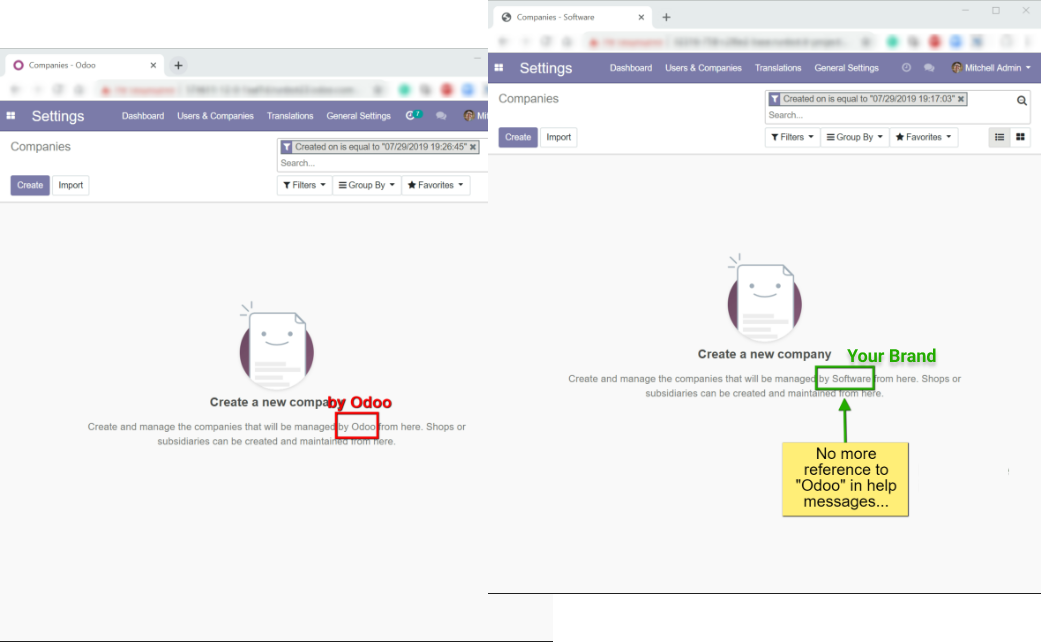 Companies - Odoo
Settings
Dashboard Users & Companies Translations General Settings 7
Companies
Created on is equal to "07/29/2019 19:26:45"
Search...
Create Import
Filters Group By Favorites
Create a new company
by Odoo
Create and manage the companies that will be managed by Odoo from here. Shops or
subsidiaries can be created and maintained from here.
Companies - Software
Settings
Dashboard Users & Companies Translations General Settings Mitchell Admin
Companies
Created on is equal to "07/29/2019 19:17:03"
Search...
Create Import
Filters Group By Favorites
Create a new company
Your Brand
Create and manage the companies that will be managed by Software from here. Shops or
subsidiaries can be created and maintained from here.
No more
reference to
"Odoo" in help
messages...